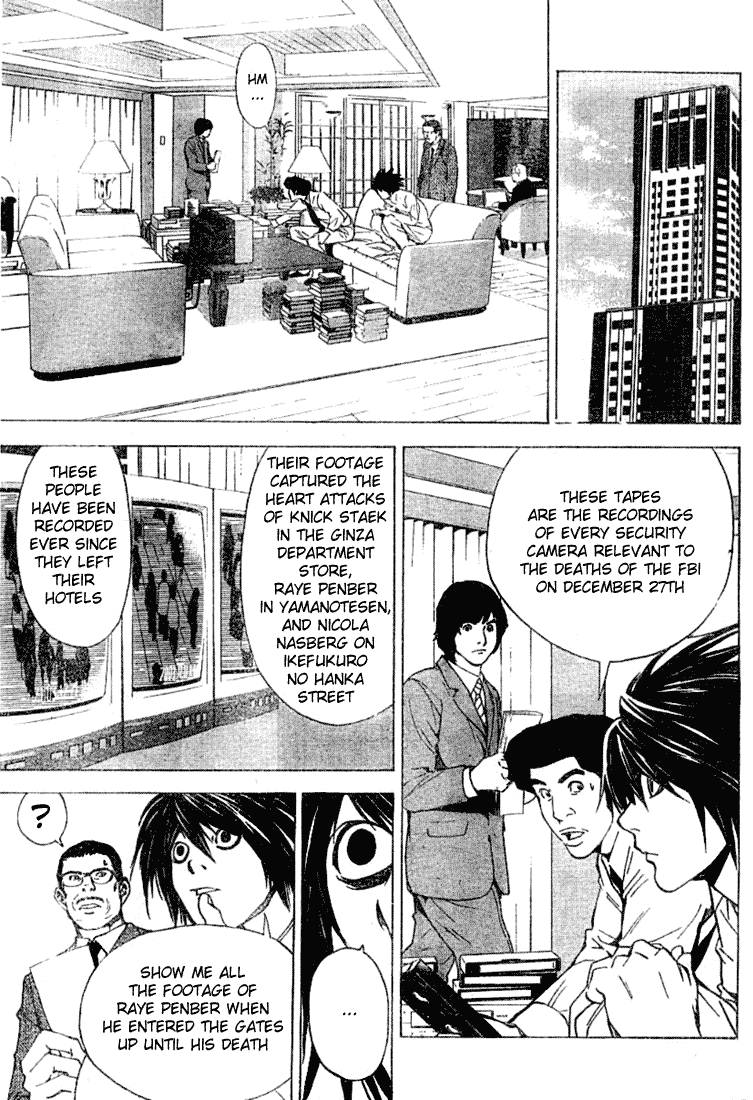 HM
...
THESE TAPES
ARE THE RECORDINGS
OF EVERY SECURITY
CAMERA RELEVANT TO
THE DEATHS OF THE FBI
ON DECEMBER 27TH
THEIR FOOTAGE
CAPTURED THE
HEART ATTACKS
OF KNICK STAEK
IN THE GINZA
DEPARTMENT
STORE,
RAYE PENBER
IN YAMANOTESEN,
AND NICOLA
NASBERG ON
IKEFUKURO
NO HANKA
STREET
THESE
PEOPLE
HAVE BEEN
RECORDED
EVER SINCE
THEY LEFT
THEIR
HOTELS
...
?
SHOW ME ALL
THE FOOTAGE OF
RAYE PENBER WHEN
HE ENTERED THE GATES
UP UNTIL HIS DEATH